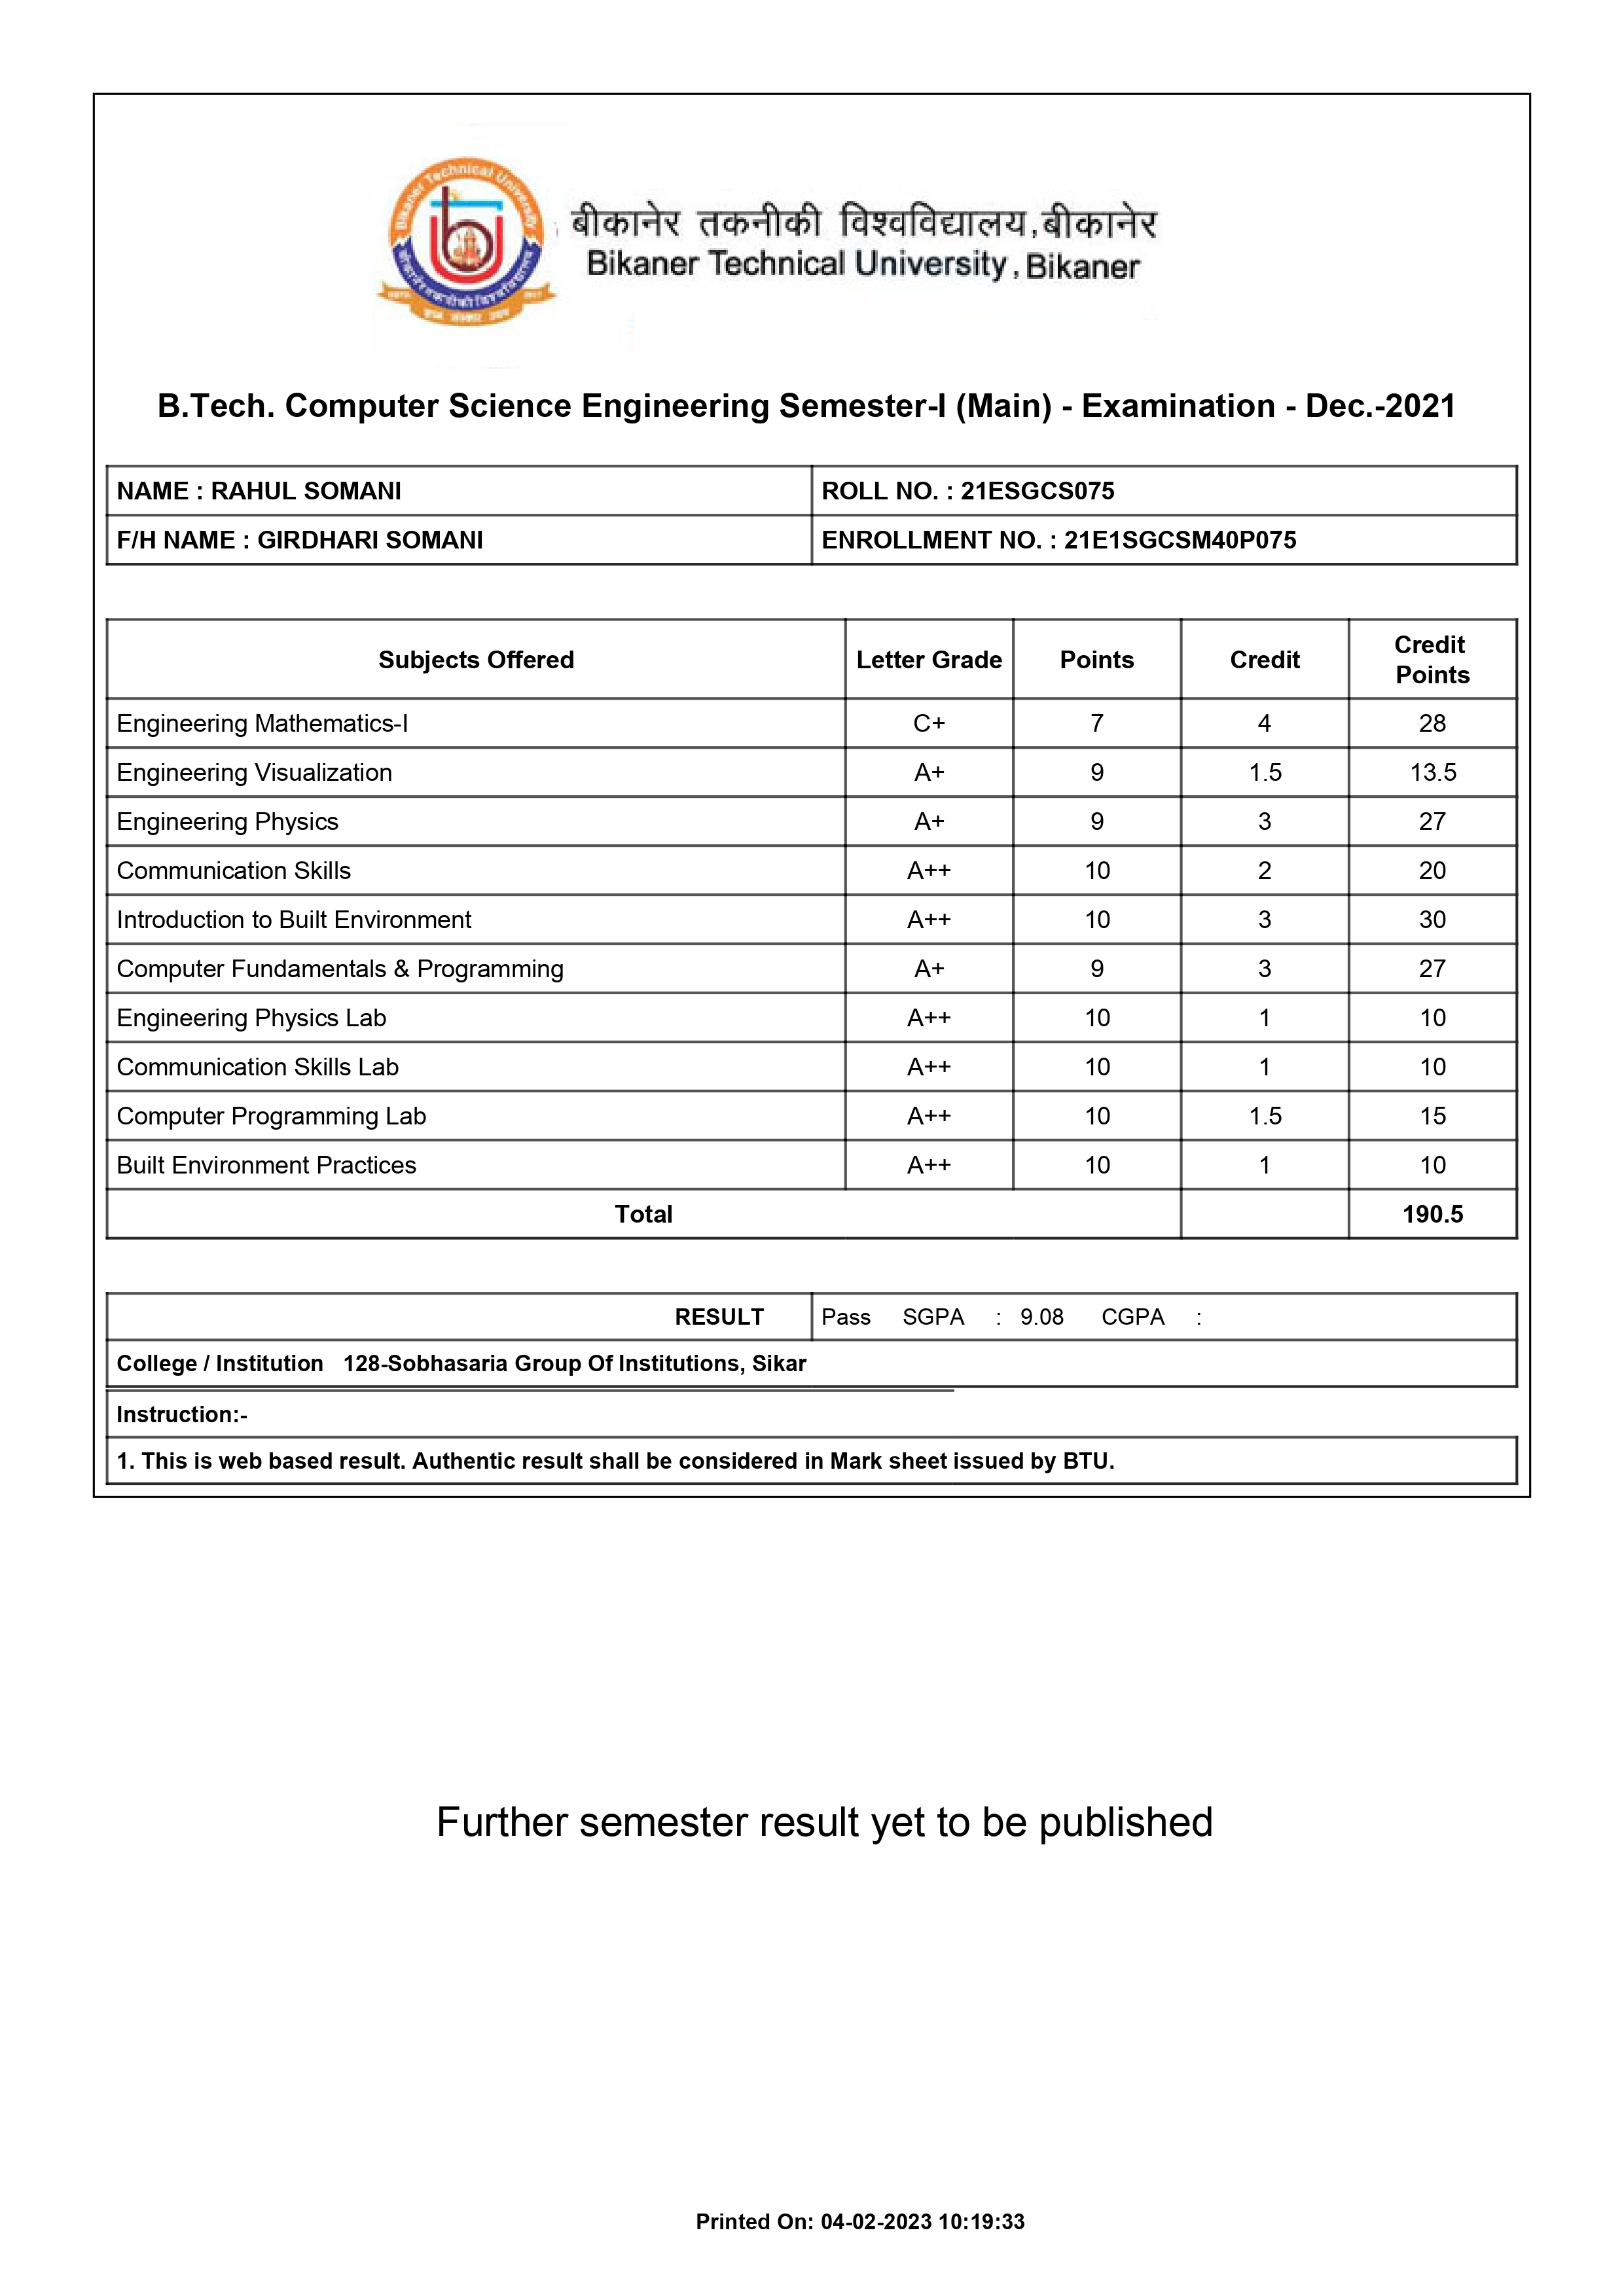 Bikaner Technical University
बीकानेर तकनीकी विश्वविद्यालय
बीकानेर तकनीकी विश्वविद्यालय,बीकानेर
Bikaner Technical University, Bikaner
B.Tech. Computer Science Engineering Semester-I (Main) - Examination - Dec.-2021
NAME : RAHUL SOMANI ROLL NO. : 21ESGCS075
F/H NAME : GIRDHARI SOMANI ENROLLMENT NO. : 21E1SGCSM40P075
Subjects Offered Letter Grade Points Credit Credit Points
Engineering Mathematics-I C+ 7 4 28
Engineering Visualization A+ 9 1.5 13.5
Engineering Physics A+ 9 3 27
Communication Skills A++ 10 2 20
Introduction to Built Environment A++ 10 3 30
Computer Fundamentals & Programming A+ 9 3 27
Engineering Physics Lab A++ 10 1 10
Communication Skills Lab A++ 10 1 10
Computer Programming Lab A++ 10 1.5 15
Built Environment Practices A++ 10 1 10
Total 190.5
RESULT Pass SGPA : 9.08 CGPA :
College / Institution 128-Sobhasaria Group Of Institutions, Sikar
Instruction:-
1. This is web based result. Authentic result shall be considered in Mark sheet issued by BTU.
Further semester result yet to be published
Printed On: 04-02-2023 10:19:33